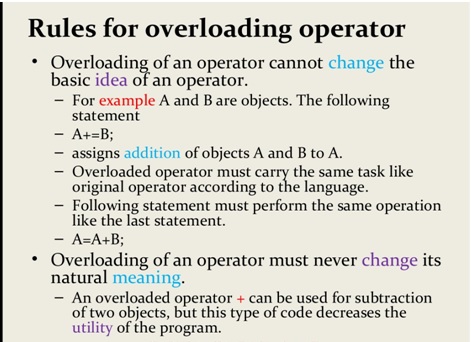 Rules for overloading operator
• Overloading of an operator cannot change the
basic idea of an operator.
– For example A and B are objects. The following
statement
– A+=B;
– assigns addition of objects A and B to A.
– Overloaded operator must carry the same task like
original operator according to the language.
– Following statement must perform the same operation
like the last statement.
– A=A+B;
• Overloading of an operator must never change its
natural meaning.
– An overloaded operator + can be used for subtraction
of two objects, but this type of code decreases the
utility of the program.